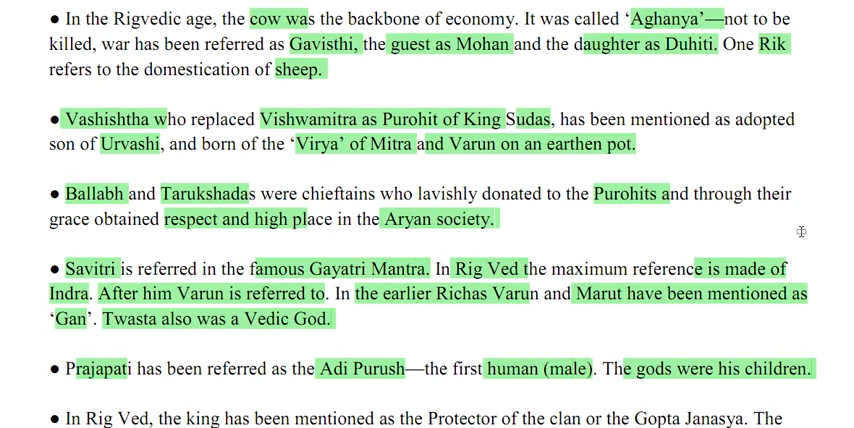 ● In the Rigvedic age, the cow was the backbone of economy. It was called ‘Aghanya’—not to be
killed, war has been referred as Gavisthi, the guest as Mohan and the daughter as Duhiti. One Rik
refers to the domestication of sheep.
● Vashishtha who replaced Vishwamitra as Purohit of King Sudas, has been mentioned as adopted
son of Urvashi, and born of the ‘Virya’ of Mitra and Varun on an earthen pot.
● Ballabh and Tarukshadas were chieftains who lavishly donated to the Purohits and through their
grace obtained respect and high place in the Aryan society.
● Savitri is referred in the famous Gayatri Mantra. In Rig Ved the maximum reference is made of
Indra. After him Varun is referred to. In the earlier Richas Varun and Marut have been mentioned as
‘Gan’. Twasta also was a Vedic God.
● Prajapati has been referred as the Adi Purush—the first human (male). The gods were his children.
● In Rig Ved, the king has been mentioned as the Protector of the clan or the Gopta Janasya. The